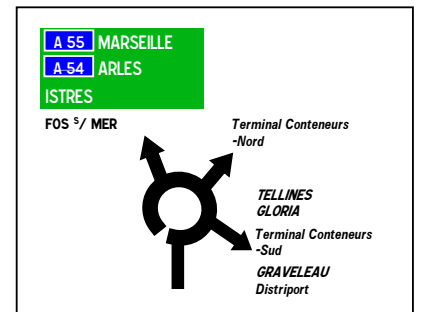 A 55 MARSEILLE
A 54 ARLES
ISTRES
FOS S/ MER
Terminal Conteneurs
-Nord
TELLINES
GLORIA
Terminal Conteneurs
-Sud
GRAVELEAU
Distriport